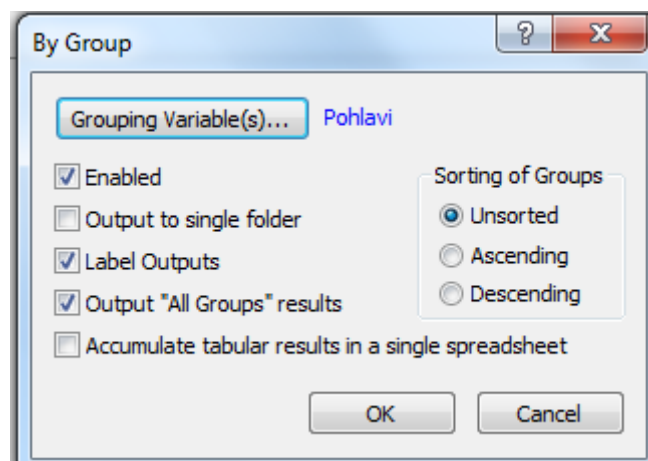 By Group
Grouping Variable(s)... Pohlavi
Enabled
Output to single folder
Label Outputs
Output "All Groups" results
Accumulate tabular results in a single spreadsheet
Sorting of Groups
Unsorted
Ascending
Descending
OK
Cancel